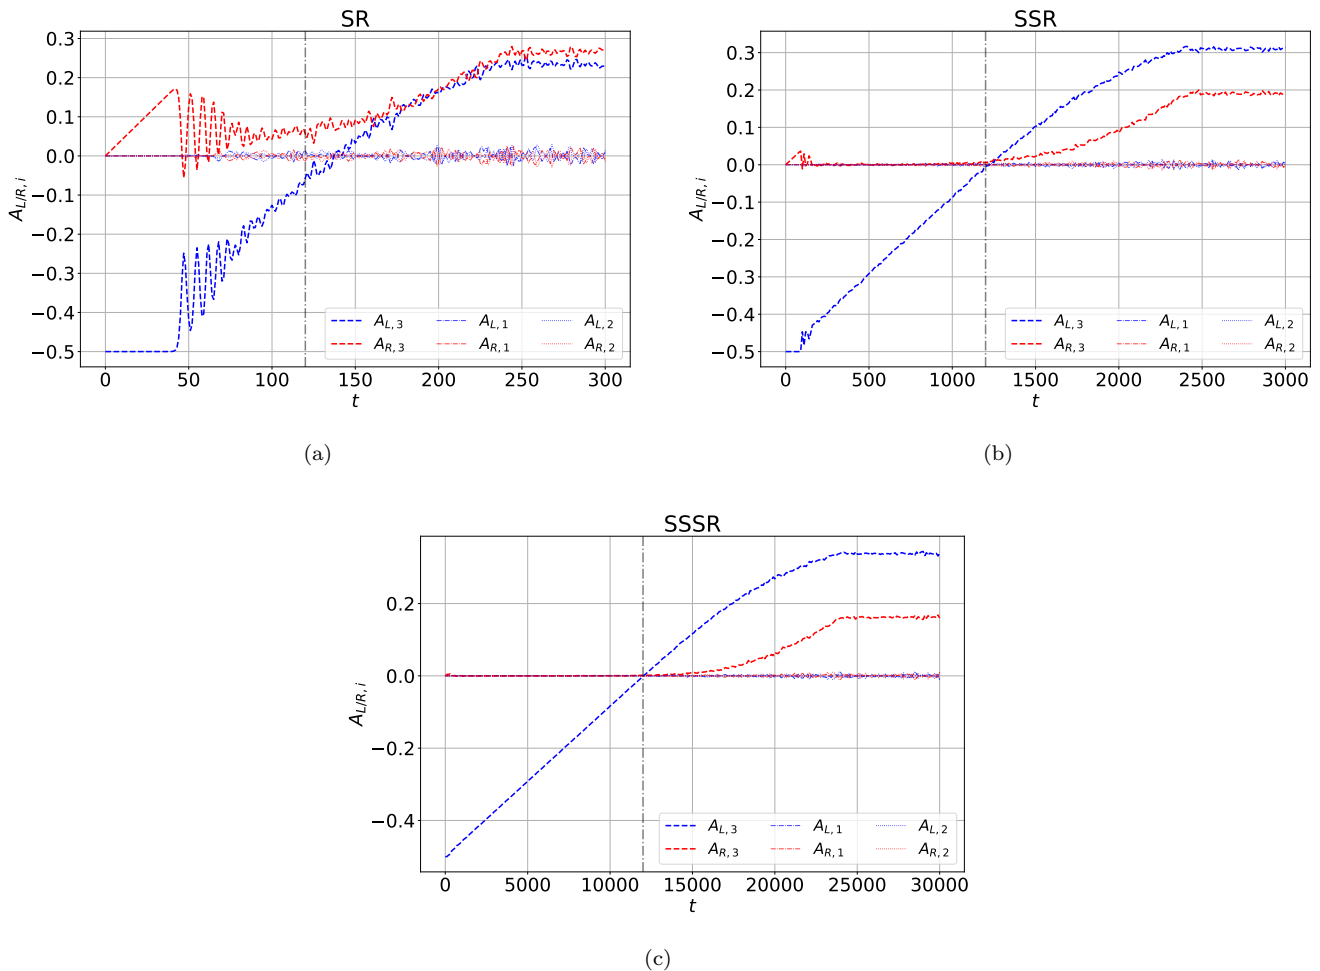 SR
0.3
0.2
0.1
0.0
−0.1
−0.2
−0.3
−0.4
−0.5
A_{L/R, i}
A_{L, 3} A_{L, 1} A_{L, 2}
A_{R, 3} A_{R, 1} A_{R, 2}
0 50 100 150 200 250 300
t
(a)
SSR
0.3
0.2
0.1
0.0
−0.1
−0.2
−0.3
−0.4
−0.5
A_{L/R, i}
A_{L, 3} A_{L, 1} A_{L, 2}
A_{R, 3} A_{R, 1} A_{R, 2}
0 500 1000 1500 2000 2500 3000
t
(b)
SSSR
0.2
0.0
−0.2
−0.4
A_{L/R, i}
A_{L, 3} A_{L, 1} A_{L, 2}
A_{R, 3} A_{R, 1} A_{R, 2}
0 5000 10000 15000 20000 25000 30000
t
(c)